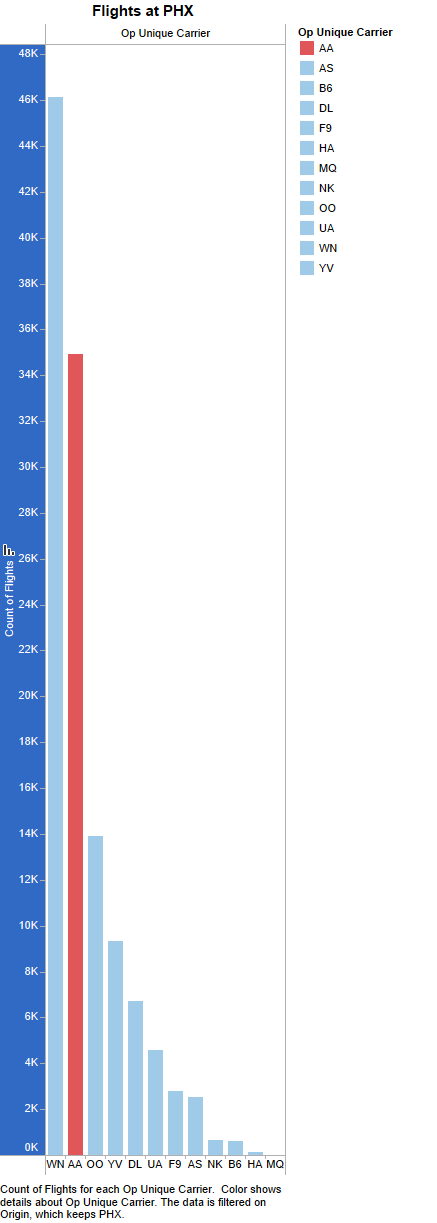 Flights at PHX
Op Unique Carrier
Op Unique Carrier
AA
AS
B6
DL
F9
HA
MQ
NK
OO
UA
WN
YV
48K
46K
44K
42K
40K
38K
36K
34K
32K
30K
28K
26K
24K
22K
20K
18K
16K
14K
12K
10K
8K
6K
4K
2K
0K
Count of Flights
WN AA OO YV DL UA F9 AS NK B6 HA MQ
Count of Flights for each Op Unique Carrier.  Color shows
details about Op Unique Carrier. The data is filtered on
Origin, which keeps PHX.